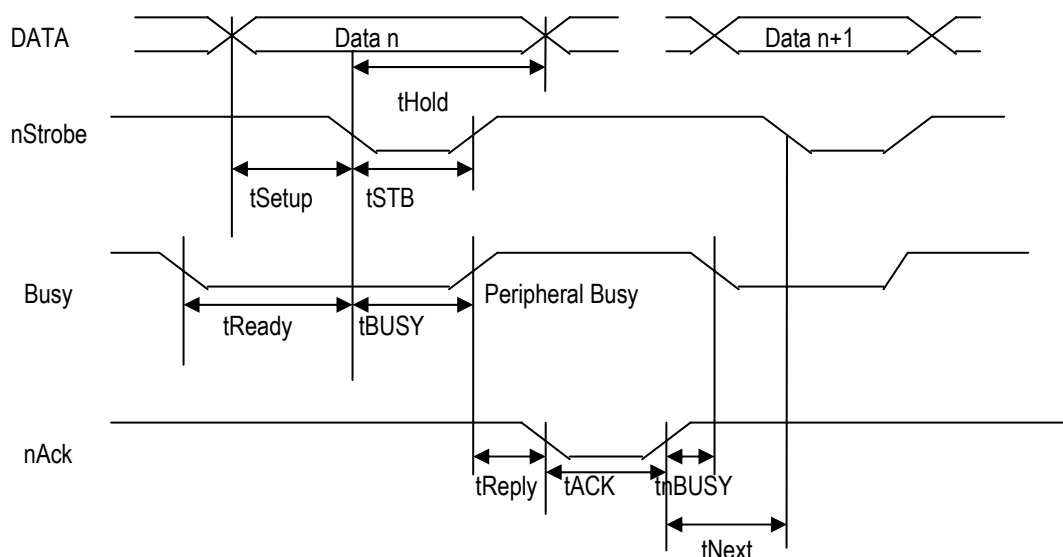 DATA
Data n
Data n+1
tHold
nStrobe
tSetup
tSTB
Busy
Peripheral Busy
tReady
tBUSY
nAck
tReply
tACK
tnBUSY
tNext